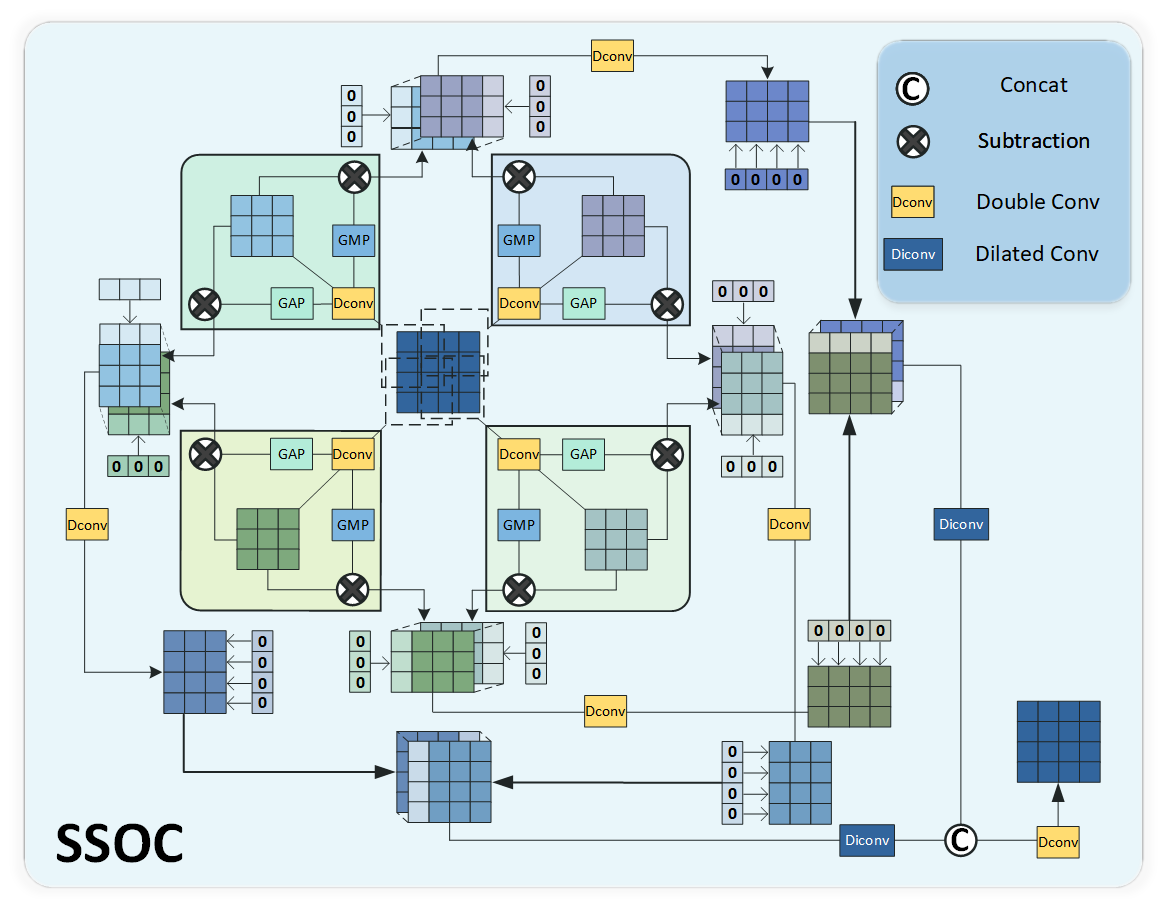 Dconv
0
0
0
0
0
0
C Concat
Subtraction
Dconv Double Conv
Diconv Dilated Conv
0 0 0 0
GMP
GAP Dconv
GMP
Dconv GAP
0 0 0
0 0 0
0 0 0
GAP Dconv
GMP
Dconv GAP
GMP
Dconv
Dconv
Diconv
0
0
0
0
0
0
0
0
0
0
0 0 0 0
Dconv
0
0
0
0
Diconv
C
Dconv
SSOC